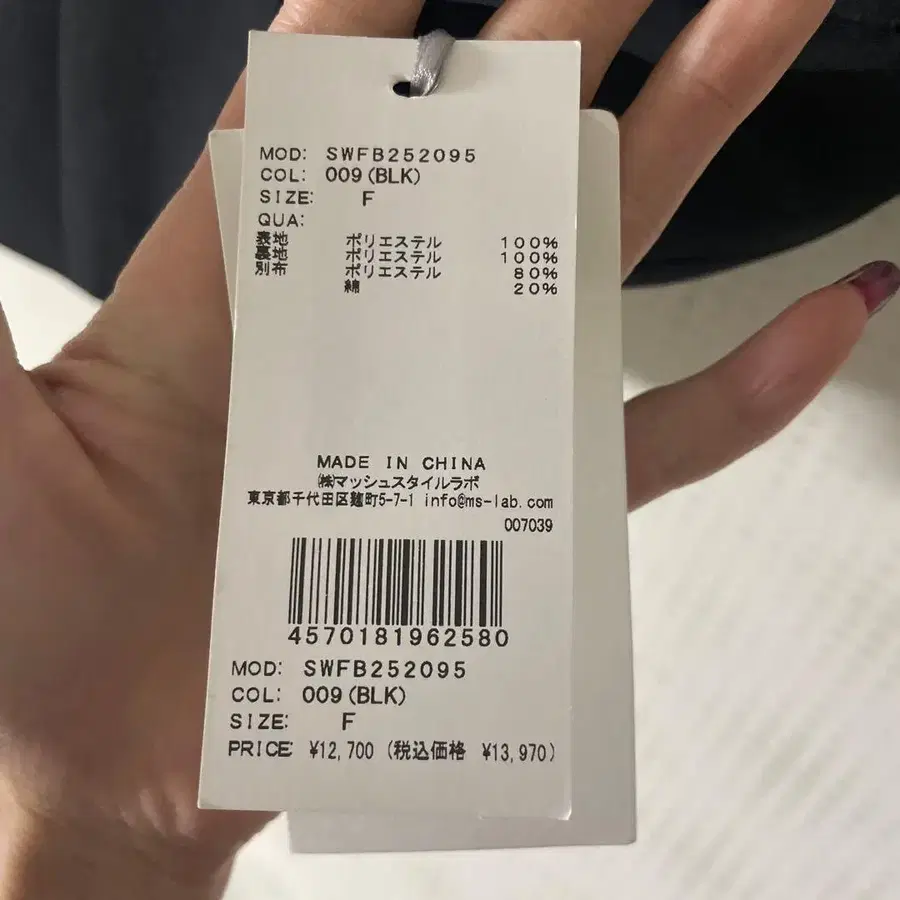 MOD: SWFB252095
COL: 009(BLK)
SIZE: F
QUA:
表地 ポリエステル 100%
裏地 ポリエステル 100%
別布 ポリエステル 80%
綿 20%
MADE IN CHINA
㈱マッシュスタイルラボ
東京都千代田区麹町5-7-1 info@ms-lab.com
007039
4570181962580
MOD: SWFB252095
COL: 009(BLK)
SIZE: F
PRICE: ¥12,700 (税込価格 ¥13,970)